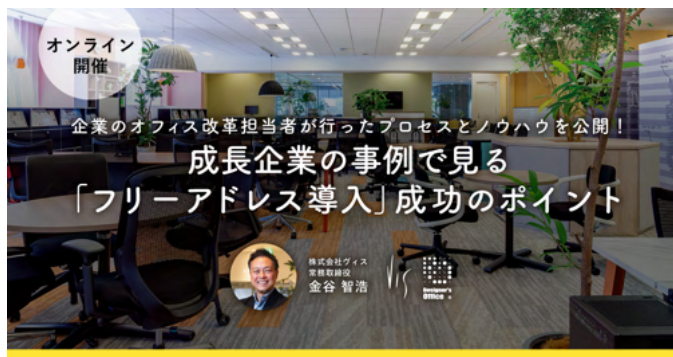 オンライン
開催
企業のオフィス改革担当者が行ったプロセスとノウハウを公開！
成長企業の事例で見る
「フリーアドレス導入」成功のポイント
株式会社ヴィス
常務取締役
金谷 智浩
Vis
Designer's
Office